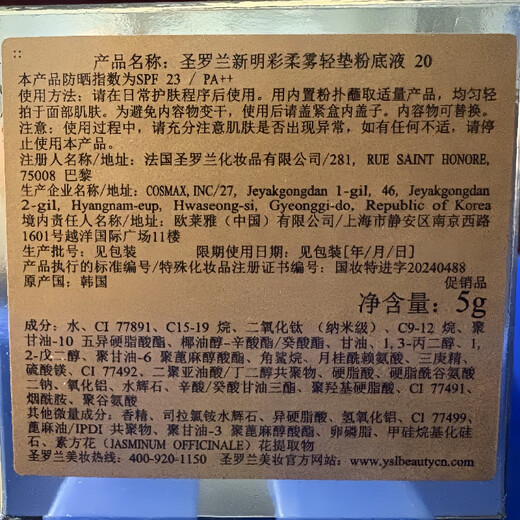 产品名称：圣罗兰新明彩柔雾轻垫粉底液 20
本产品防晒指数为SPF 23 / PA++
使用方法：请在日常护肤程序后使用。用内置粉扑蘸取适量产品，均匀轻
拍于面部肌肤。为避免内容物变干，使用后请盖紧盒内盖子。内容物可替换。
注意：使用过程中，请充分注意肌肤是否出现异常，如有任何不适，请停
止使用本产品。
注册人名称/地址：法国圣罗兰化妆品有限公司/281, RUE SAINT HONORE,
75008 巴黎
生产企业名称/地址：COSMAX, INC/27, Jeyakgongdan 1-gil, 46, Jeyakgongdan
2-gil, Hyangnam-eup, Hwaseong-si, Gyeonggi-do, Republic of Korea
境内责任人名称/地址：欧莱雅（中国）有限公司/上海市静安区南京西路
1601号越洋国际广场11楼
生产批号：见包装 限期使用日期：见包装[年/月/日]
产品执行的标准编号/特殊化妆品注册证书编号：国妆特进字20240488
原产国：韩国 促销品
净含量：5g
成分：水、CI 77891、C15-19 烷、二氧化钛 （纳米级）、C9-12 烷、聚
甘油-10 五异硬脂酸酯、椰油醇-辛酸酯/癸酸酯、甘油、1,3-丙二醇、1,
2-戊二醇、聚甘油-6 聚蓖麻醇酸酯、角鲨烷、月桂酰赖氨酸、三庚精、
硫酸镁、CI 77492、二聚亚油酸/丁二醇共聚物、硬脂酸、硬脂酰谷氨酸
二钠、氧化铝、水辉石、辛酸/癸酸甘油三酯、聚羟基硬脂酸、CI 77491、
烟酰胺、聚谷氨酸
其他微量成分：香精、司拉氯铵水辉石、异硬脂酸、氢氧化铝、CI 77499、
蓖麻油/IPDI 共聚物、聚甘油-3 聚蓖麻醇酸酯、卵磷脂、甲硅烷基化硅
石、素方花（JASMINUM OFFICINALE）花提取物
圣罗兰美妆热线：400-920-1150 圣罗兰美妆官方网站：www.yslbeautycn.com